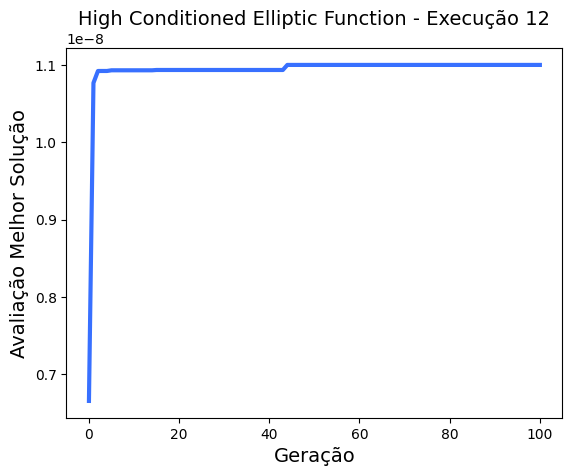 High Conditioned Elliptic Function - Execução 12
1e−8
1.1
1.0
0.9
0.8
0.7
Avaliação Melhor Solução
0 20 40 60 80 100
Geração